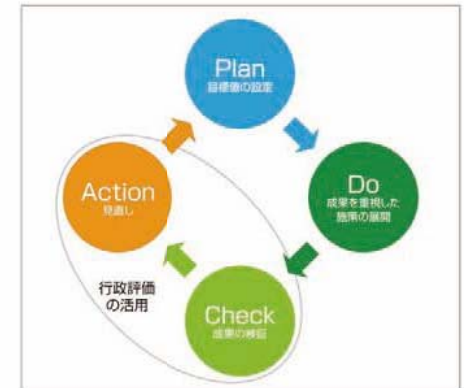 Plan
目標値の設定
Do
成果を重視した
施策の展開
Check
成果の検証
Action
見直し
行政評価
の活用